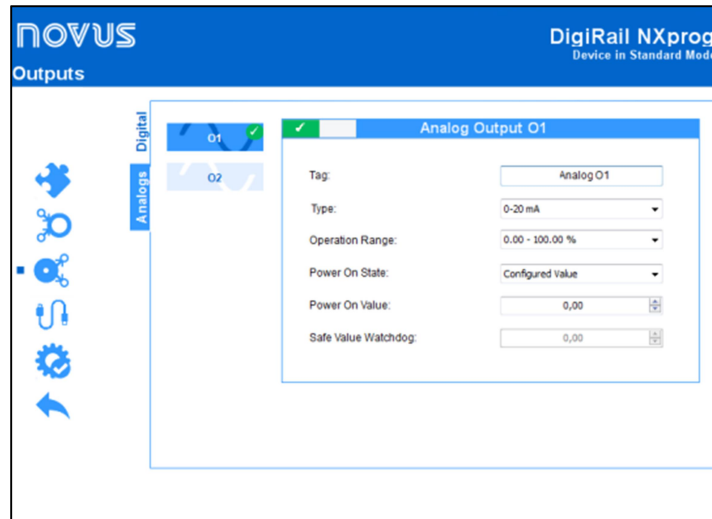 NOVUS
DigiRail NXprog
Device in Standard Mode
Outputs
Digital
Analogs
O1
O2
Analog Output O1
Tag: Analog O1
Type: 0-20 mA
Operation Range: 0.00 - 100.00 %
Power On State: Configured Value
Power On Value: 0,00
Safe Value Watchdog: 0,00